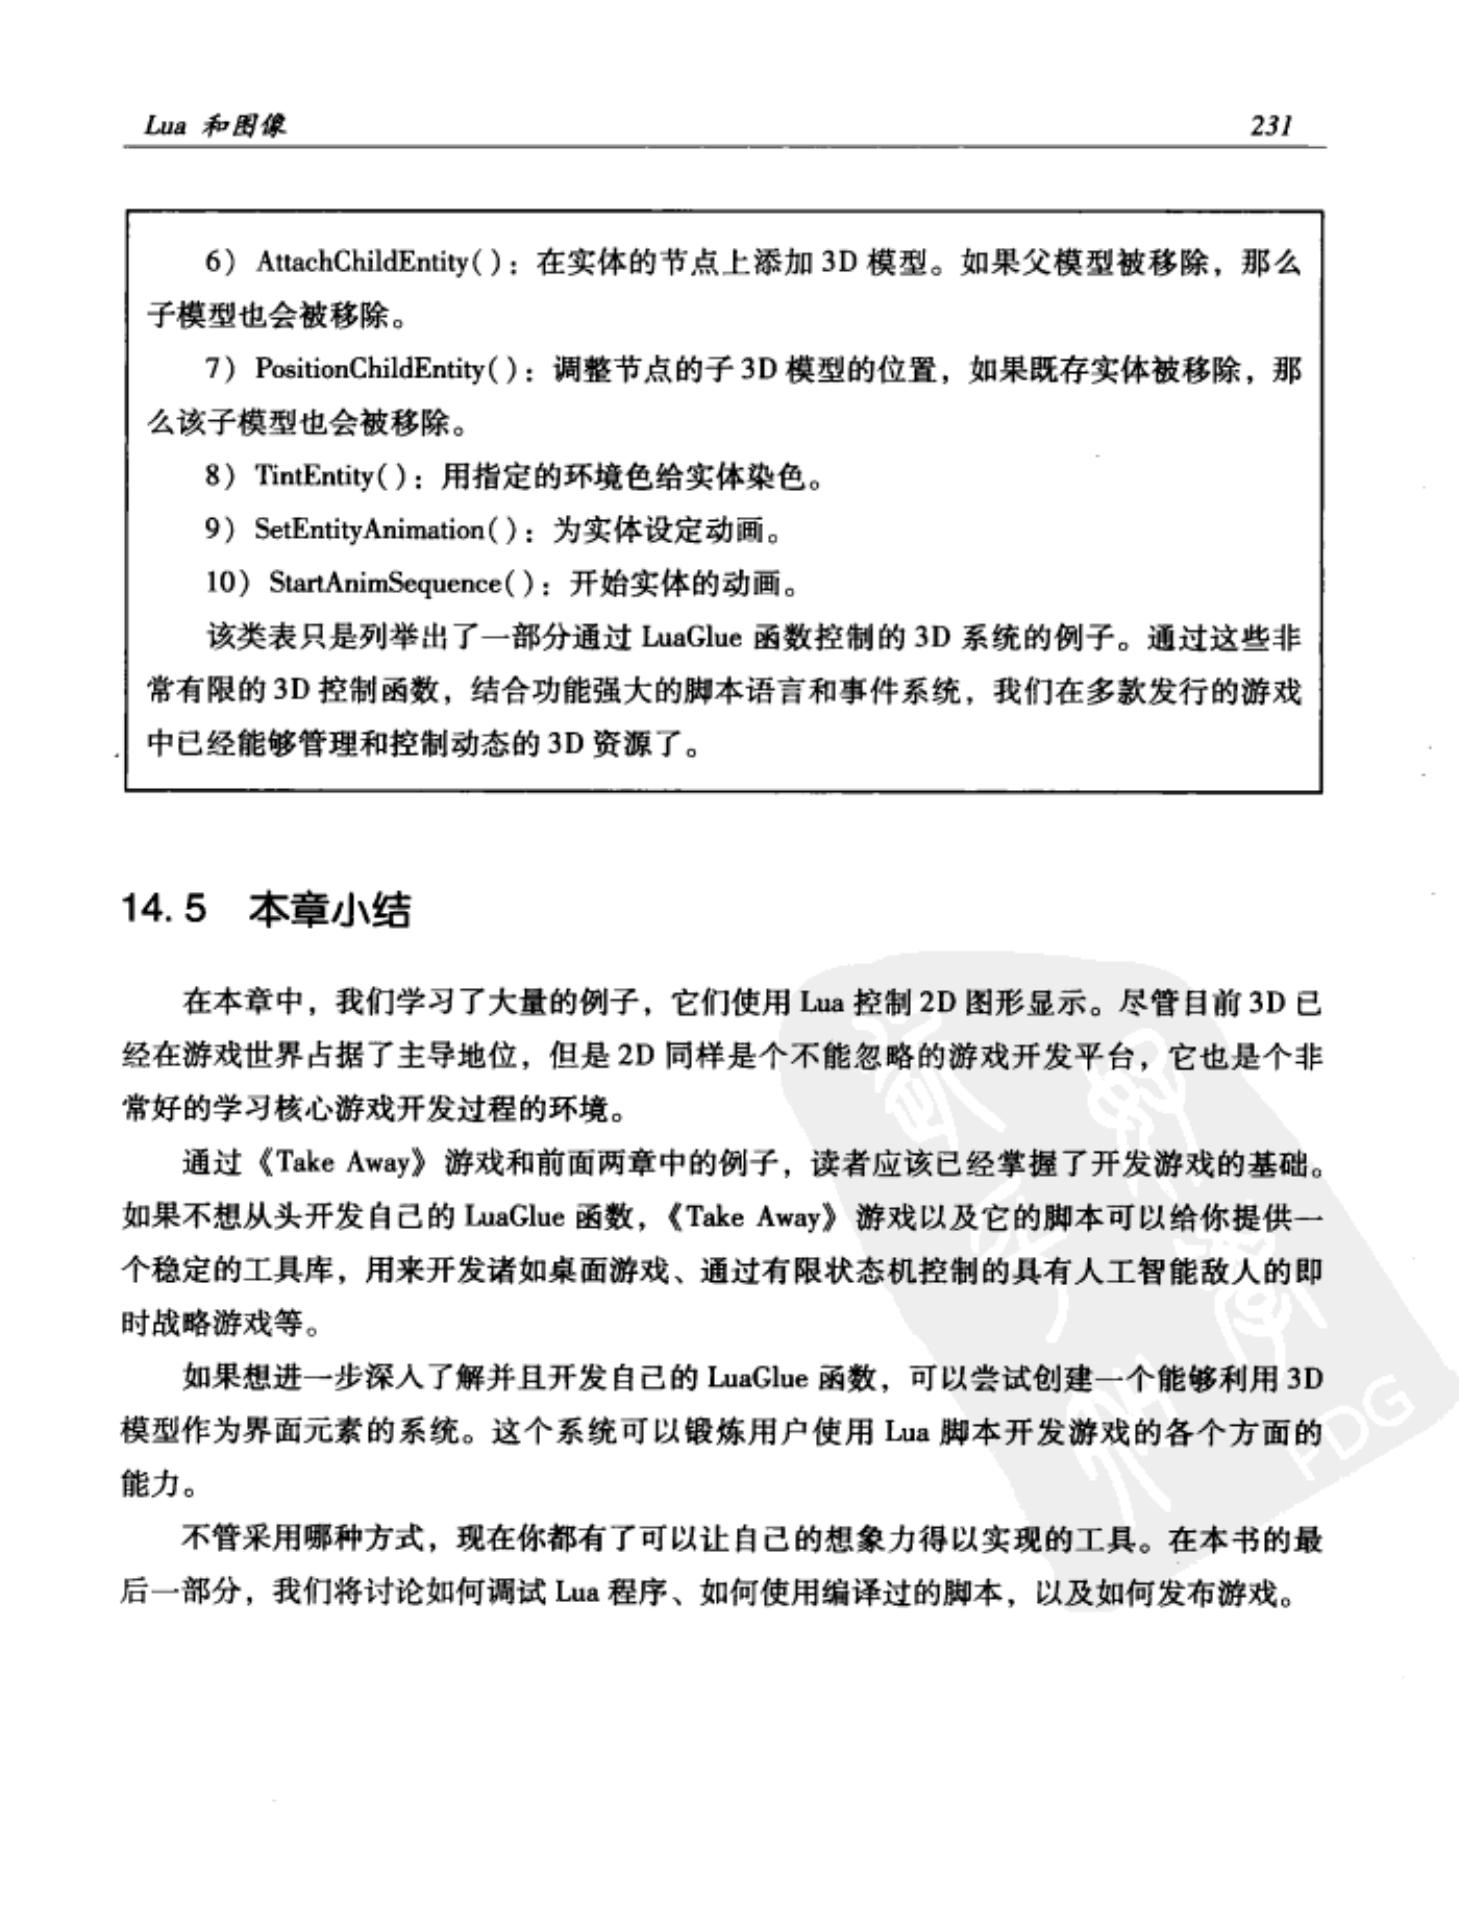 Lua 和图像 231
6) AttachChildEntity()：在实体的节点上添加 3D 模型。如果父模型被移除，那么
子模型也会被移除。
7) PositionChildEntity()：调整节点的子 3D 模型的位置，如果既存实体被移除，那
么该子模型也会被移除。
8) TintEntity()：用指定的环境色给实体染色。
9) SetEntityAnimation()：为实体设定动画。
10) StartAnimSequence()：开始实体的动画。
该类表只是列举出了一部分通过 LuaGlue 函数控制的 3D 系统的例子。通过这些非
常有限的 3D 控制函数，结合功能强大的脚本语言和事件系统，我们在多款发行的游戏
中已经能够管理和控制动态的 3D 资源了。
14.5 本章小结
在本章中，我们学习了大量的例子，它们使用 Lua 控制 2D 图形显示。尽管目前 3D 已
经在游戏世界占据了主导地位，但是 2D 同样是个不能忽略的游戏开发平台，它也是个非
常好的学习核心游戏开发过程的环境。
通过《Take Away》游戏和前面两章中的例子，读者应该已经掌握了开发游戏的基础。
如果不想从头开发自己的 LuaGlue 函数，《Take Away》游戏以及它的脚本可以给你提供一
个稳定的工具库，用来开发诸如桌面游戏、通过有限状态机控制的具有人工智能敌人的即
时战略游戏等。
如果想进一步深入了解并且开发自己的 LuaGlue 函数，可以尝试创建一个能够利用 3D
模型作为界面元素的系统。这个系统可以锻炼用户使用 Lua 脚本开发游戏的各个方面的
能力。
不管采用哪种方式，现在你都有了可以让自己的想象力得以实现的工具。在本书的最
后一部分，我们将讨论如何调试 Lua 程序、如何使用编译过的脚本，以及如何发布游戏。
PDG